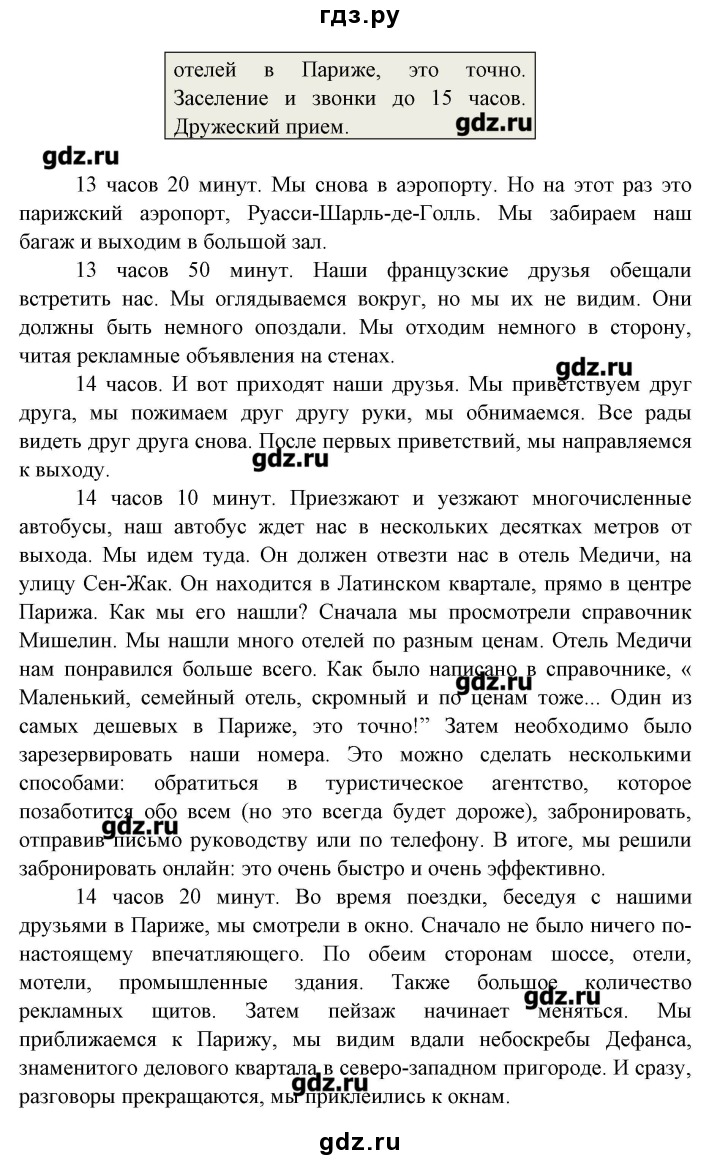 гдз.ру
отелей в Париже, это точно.
Заселение и звонки до 15 часов.
Дружеский прием.
gdz.ru
gdz.ru
13 часов 20 минут. Мы снова в аэропорту. Но на этот раз это
парижский аэропорт, Руасси-Шарль-де-Голль. Мы забираем наш
багаж и выходим в большой зал.
13 часов 50 минут. Наши французские друзья обещали
встретить нас. Мы оглядываемся вокруг, но мы их не видим. Они
должны быть немного опоздали. Мы отходим немного в сторону,
читая рекламные объявления на стенах.
gdz.ru
14 часов. И вот приходят наши друзья. Мы приветствуем друг
друга, мы пожимаем друг другу руки, мы обнимаемся. Все рады
видеть друг друга снова. После первых приветствий, мы направляемся
к выходу.
gdz.ru
14 часов 10 минут. Приезжают и уезжают многочисленные
автобусы, наш автобус ждет нас в нескольких десятках метров от
выхода. Мы идем туда. Он должен отвезти нас в отель Медичи, на
улицу Сен-Жак. Он находится в Латинском квартале, прямо в центре
Парижа. Как мы его нашли? Сначала мы просмотрели справочник
Мишелин. Мы нашли много отелей по разным ценам. Отель Медичи
нам понравился больше всего. Как было написано в справочнике, «
gdz.ru
Маленький, семейный отель, скромный и по ценам тоже... Один из
самых дешевых в Париже, это точно!” Затем необходимо было
зарезервировать наши номера. Это можно сделать несколькими
способами: обратиться в туристическое агентство, которое
позаботится обо всем (но это всегда будет дороже), забронировать,
gdz.ru
отправив письмо руководству или по телефону. В итоге, мы решили
забронировать онлайн: это очень быстро и очень эффективно.
14 часов 20 минут. Во время поездки, беседуя с нашими
друзьями в Париже, мы смотрели в окно. Сначало не было ничего по-
настоящему впечатляющего. По обеим сторонам шоссе, отели,
мотели, промышленные здания. Также большое количество
gdz.ru
рекламных щитов. Затем пейзаж начинает меняться. Мы
приближаемся к Парижу, мы видим вдали небоскребы Дефанса,
знаменитого делового квартала в северо-западном пригороде. И сразу,
gdz.ru
разговоры прекращаются, мы приклеились к окнам.
gdz.ru